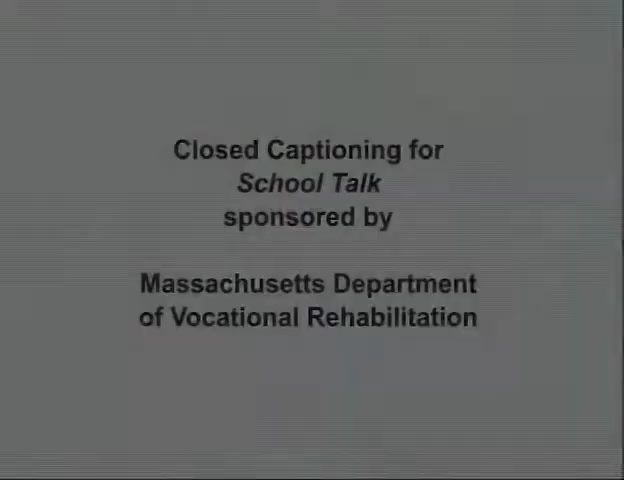 Closed Captioning for
School Talk
sponsored by
Massachusetts Department
of Vocational Rehabilitation